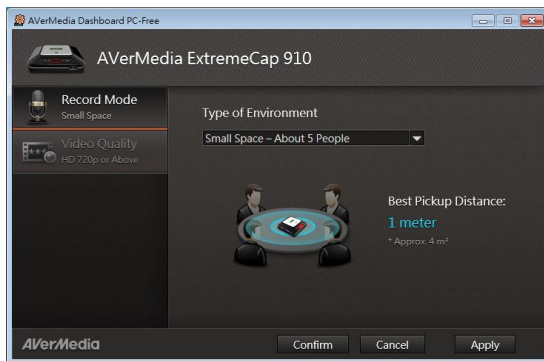 AVerMedia Dashboard PC-Free
AVerMedia ExtremeCap 910
Record Mode
Small Space
Video Quality
HD 720p or Above
Type of Environment
Small Space – About 5 People
Best Pickup Distance:
1 meter
* Approx. 4 m²
AVerMedia
Confirm
Cancel
Apply